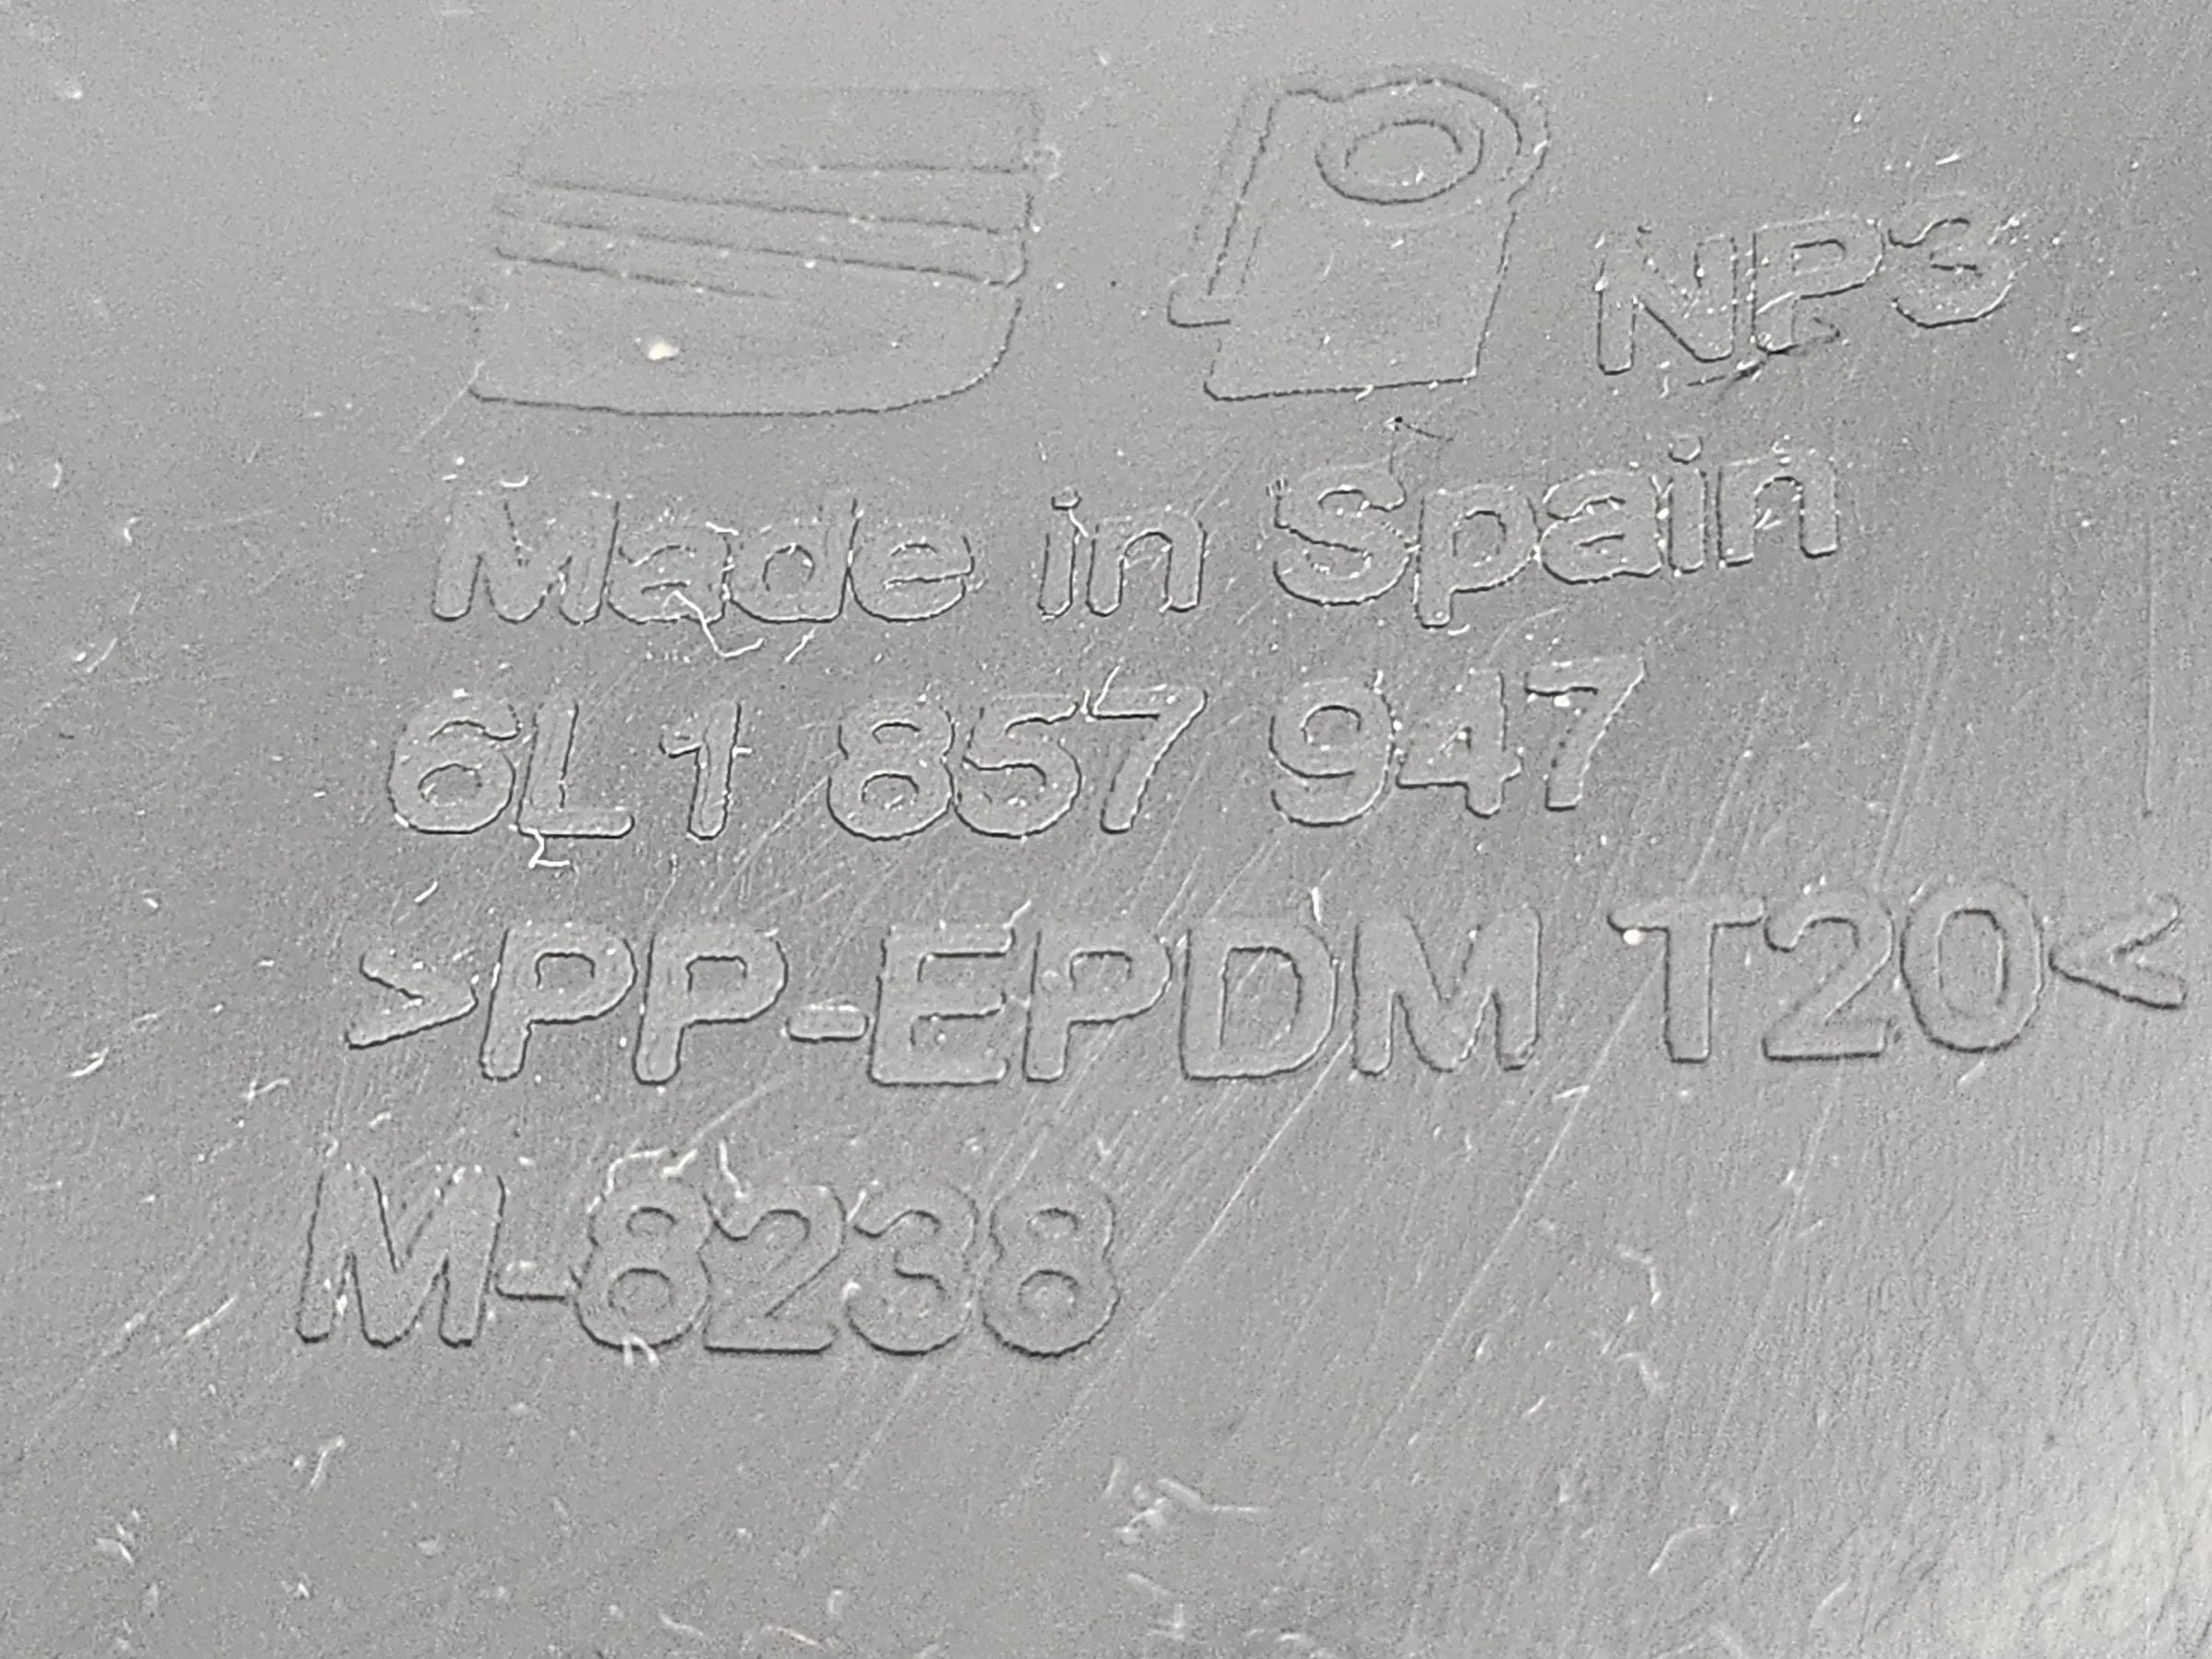 NP3
Made in Spain
6L1 857 947
>PP-EPDM T20<
M-8238